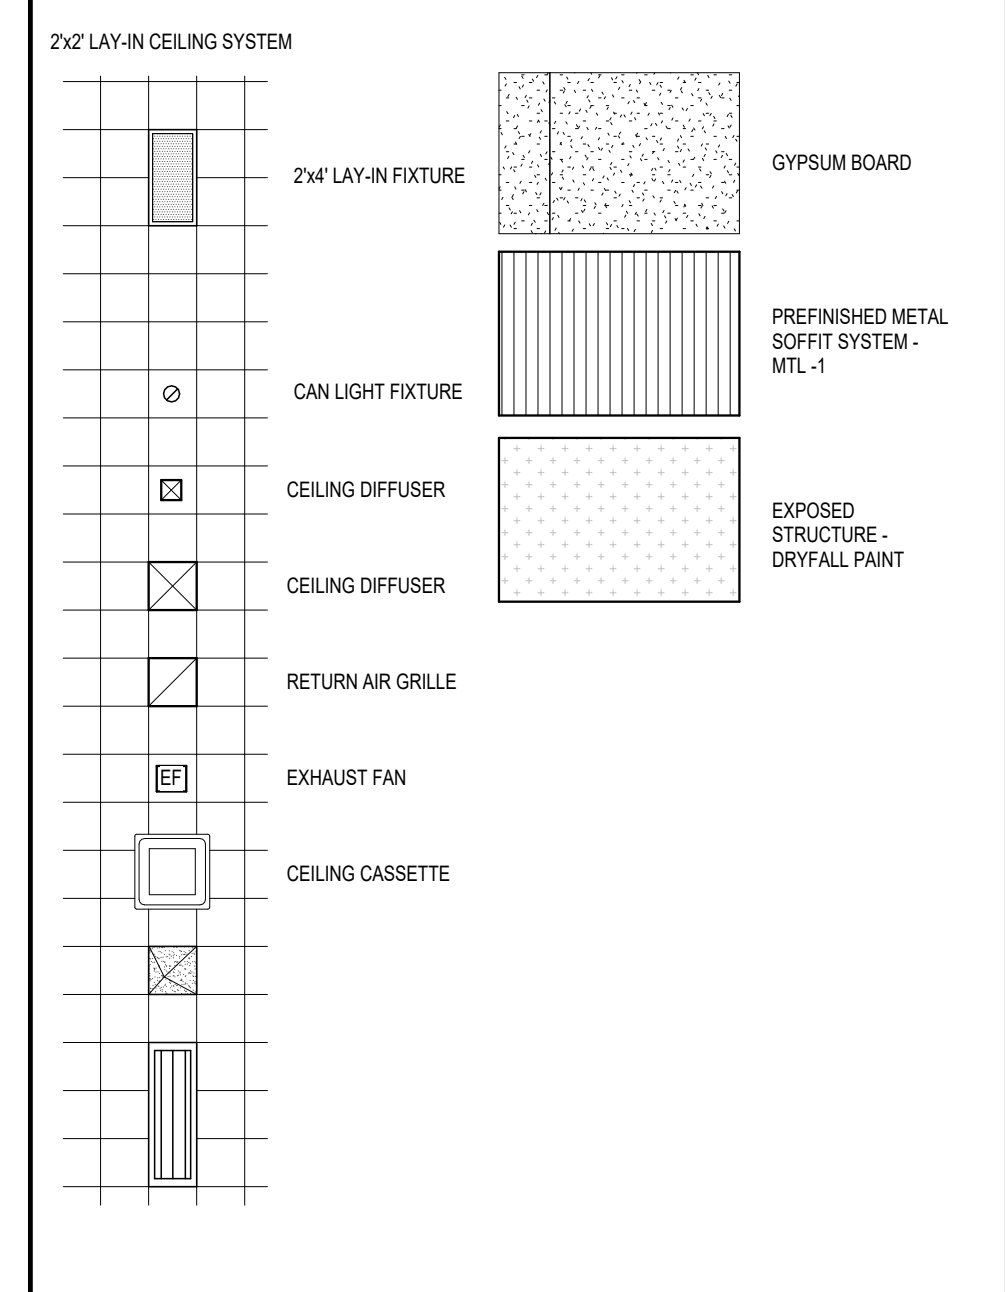 2'x2' LAY-IN CEILING SYSTEM
2'x4' LAY-IN FIXTURE
CAN LIGHT FIXTURE
CEILING DIFFUSER
CEILING DIFFUSER
RETURN AIR GRILLE
EF
EXHAUST FAN
CEILING CASSETTE
GYPSUM BOARD
PREFINISHED METAL
SOFFIT SYSTEM -
MTL -1
EXPOSED
STRUCTURE -
DRYFALL PAINT